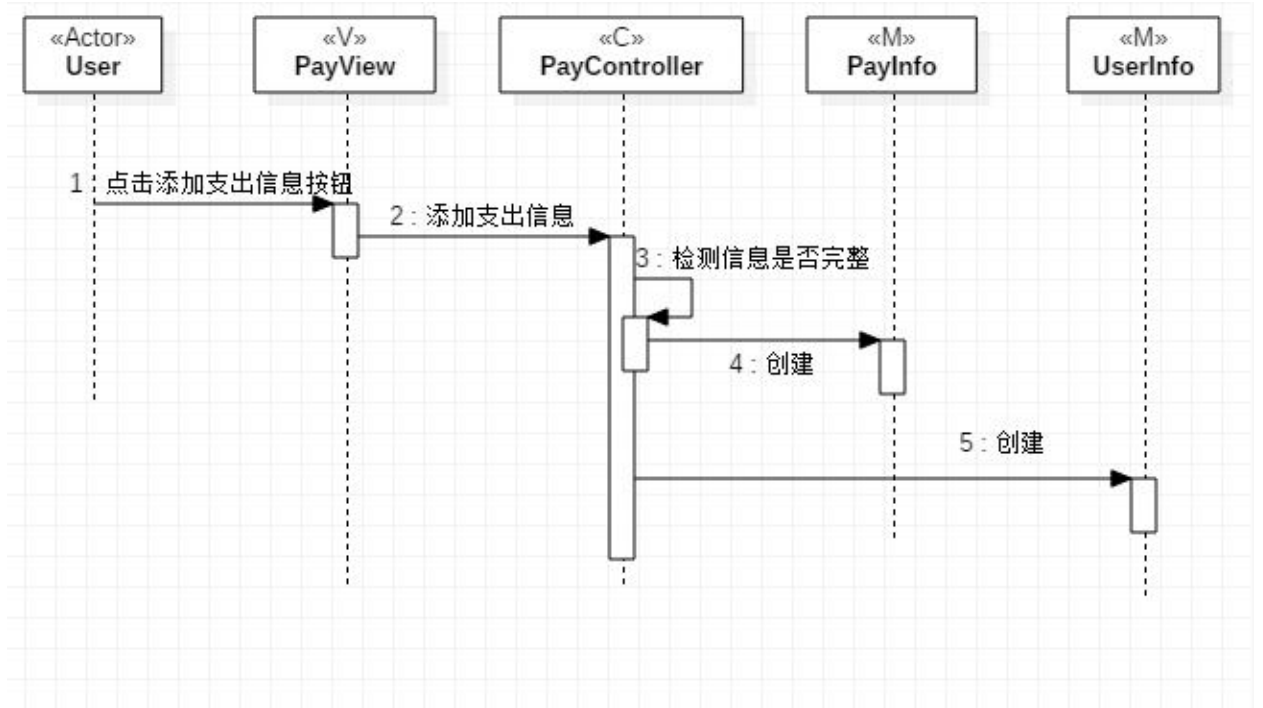 «Actor»
User
«V»
PayView
«C»
PayController
«M»
PayInfo
«M»
UserInfo
1 : 点击添加支出信息按钮
2 : 添加支出信息
3 : 检测信息是否完整
4 : 创建
5 : 创建